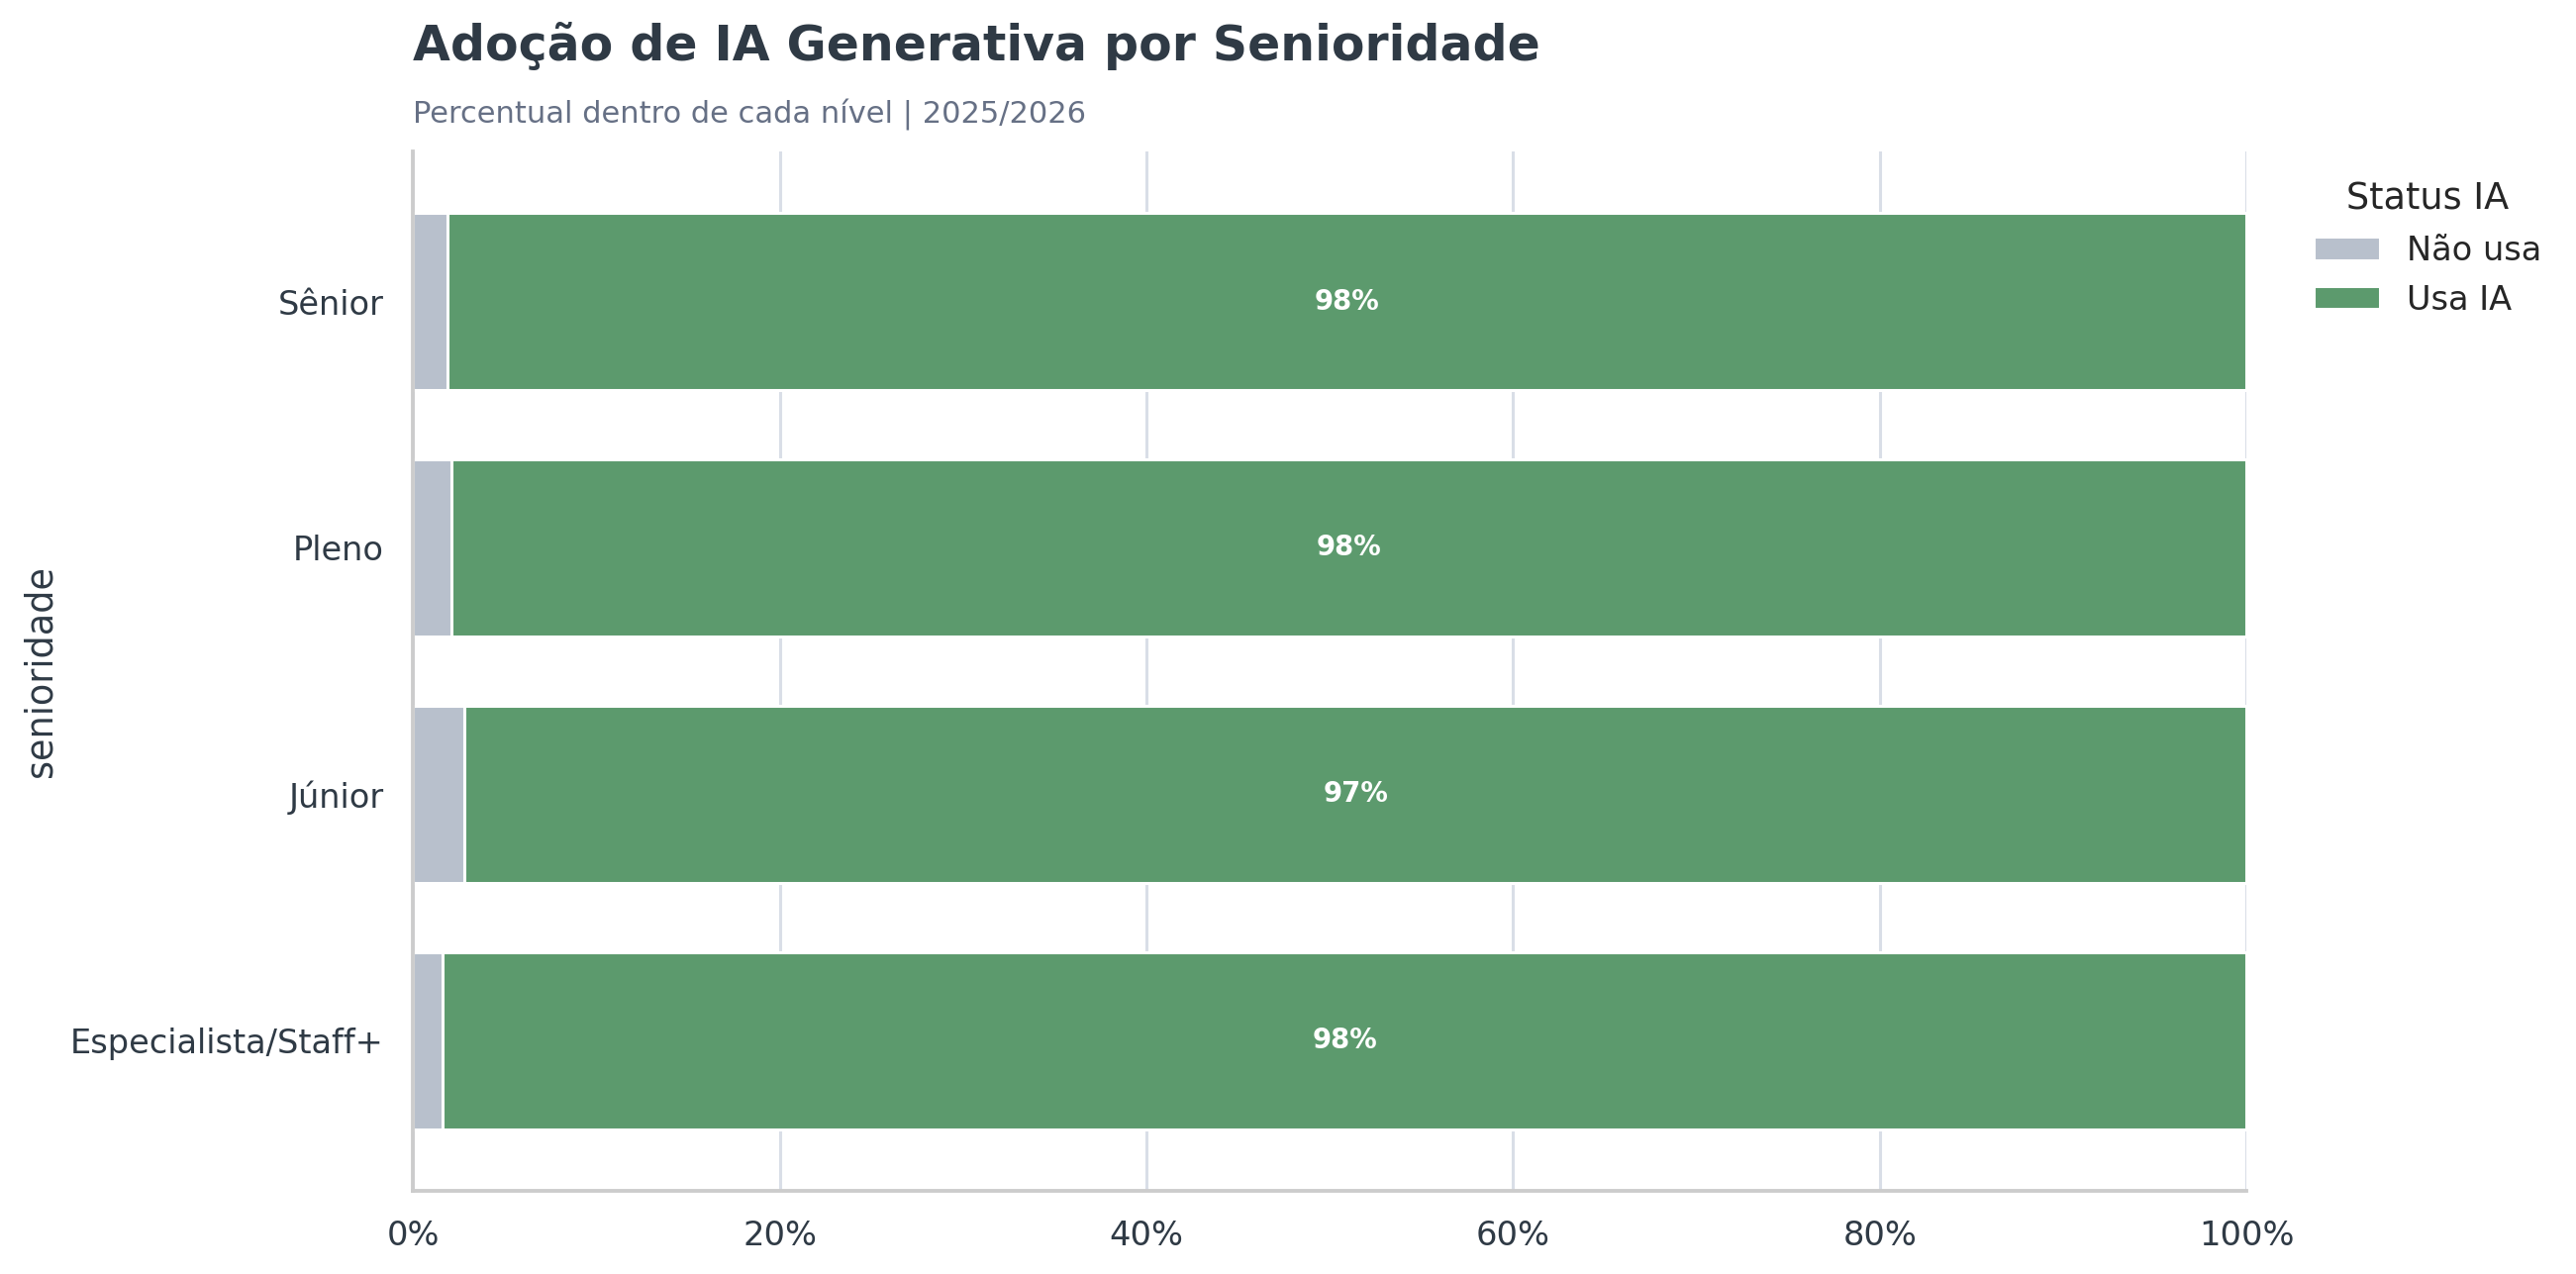 Adoção de IA Generativa por Senioridade
Percentual dentro de cada nível | 2025/2026
Status IA
Não usa
Usa IA
senioridade
Sênior
98%
Pleno
98%
Júnior
97%
Especialista/Staff+
98%
0%
20%
40%
60%
80%
100%